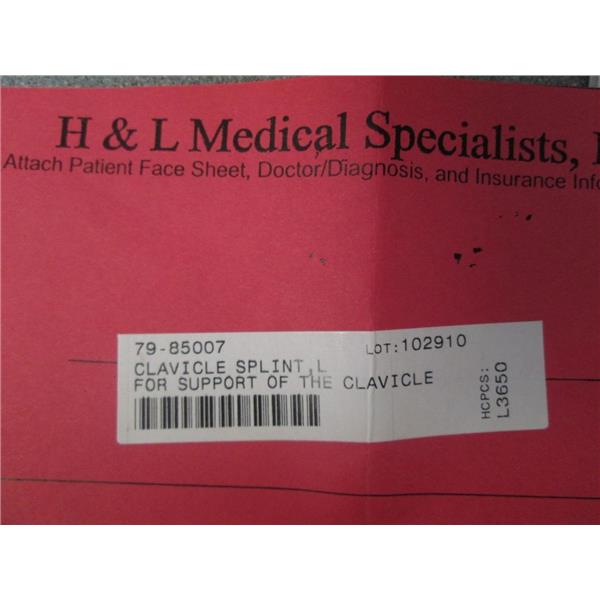 H & L Medical Specialists,
Attach Patient Face Sheet, Doctor/Diagnosis, and Insurance Info
79-85007 LOT:102910
CLAVICLE SPLINT,L
FOR SUPPORT OF THE CLAVICLE
HCPCS:
L3650